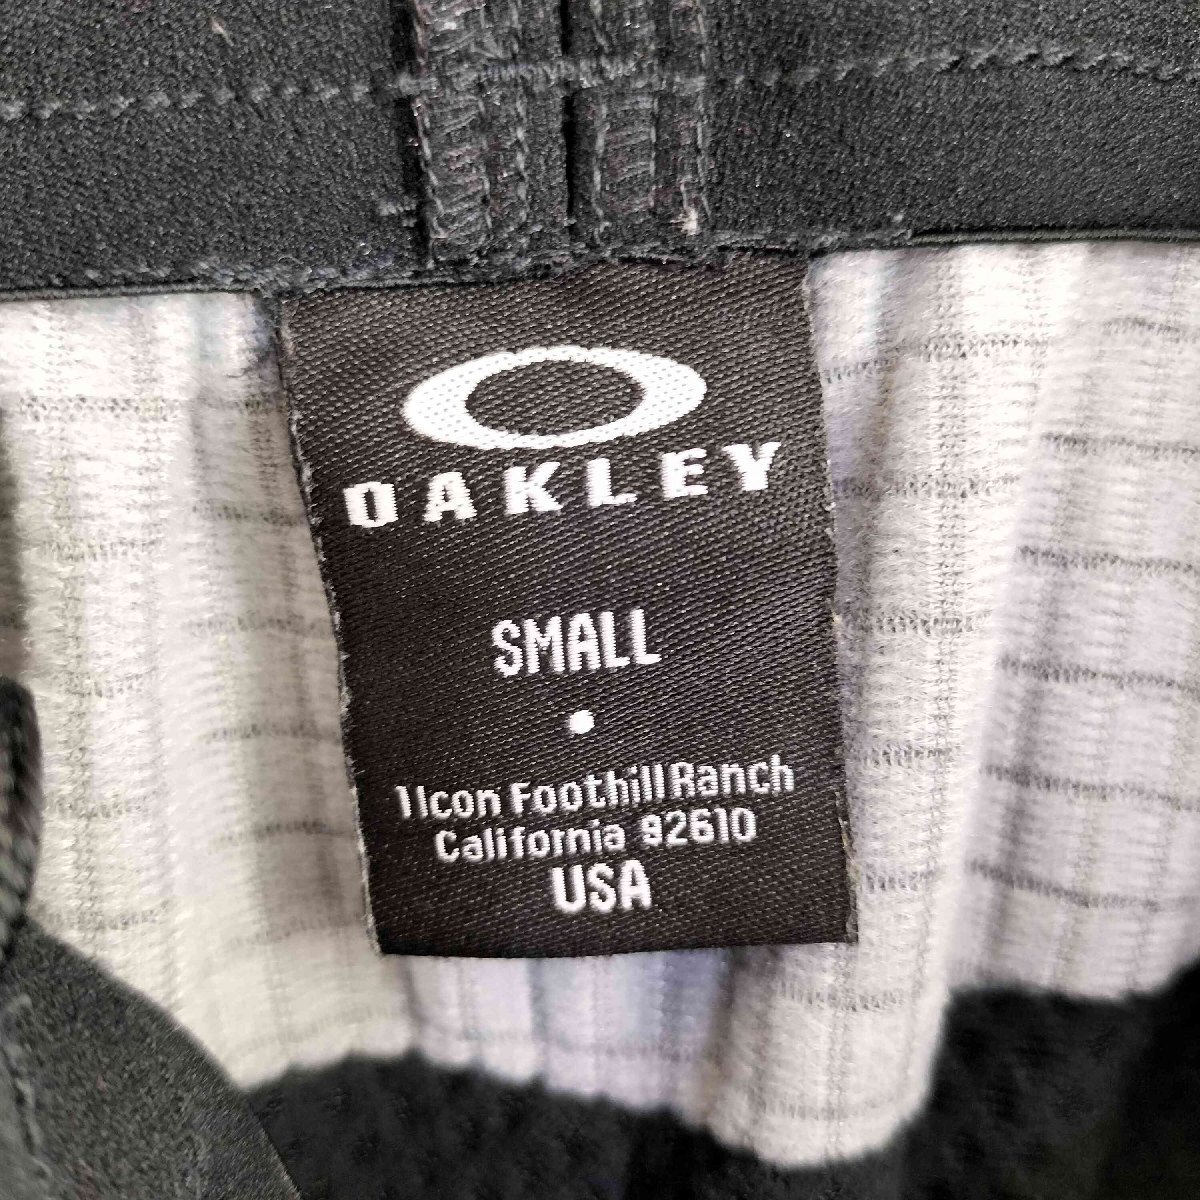 OAKLEY
SMALL
1 Icon Foothill Ranch
California 92610
USA